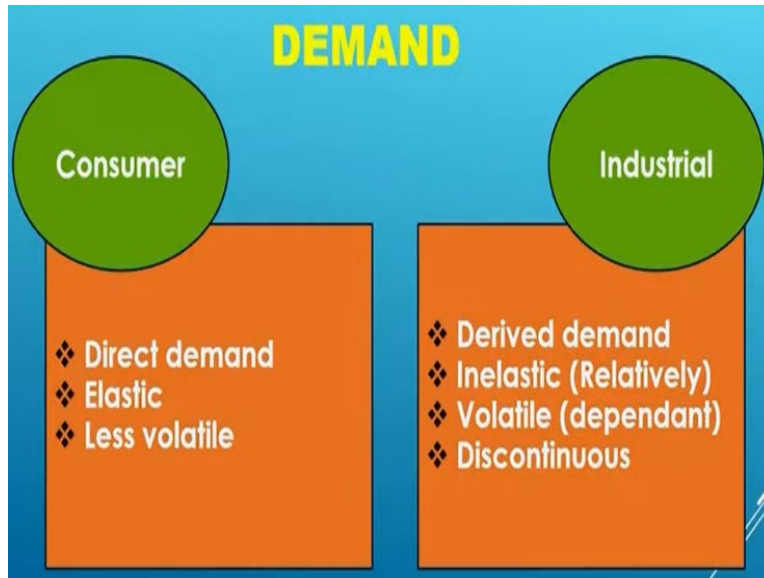 DEMAND
Consumer
Industrial
❖ Direct demand
❖ Elastic
❖ Less volatile
❖ Derived demand
❖ Inelastic (Relatively)
❖ Volatile (dependant)
❖ Discontinuous